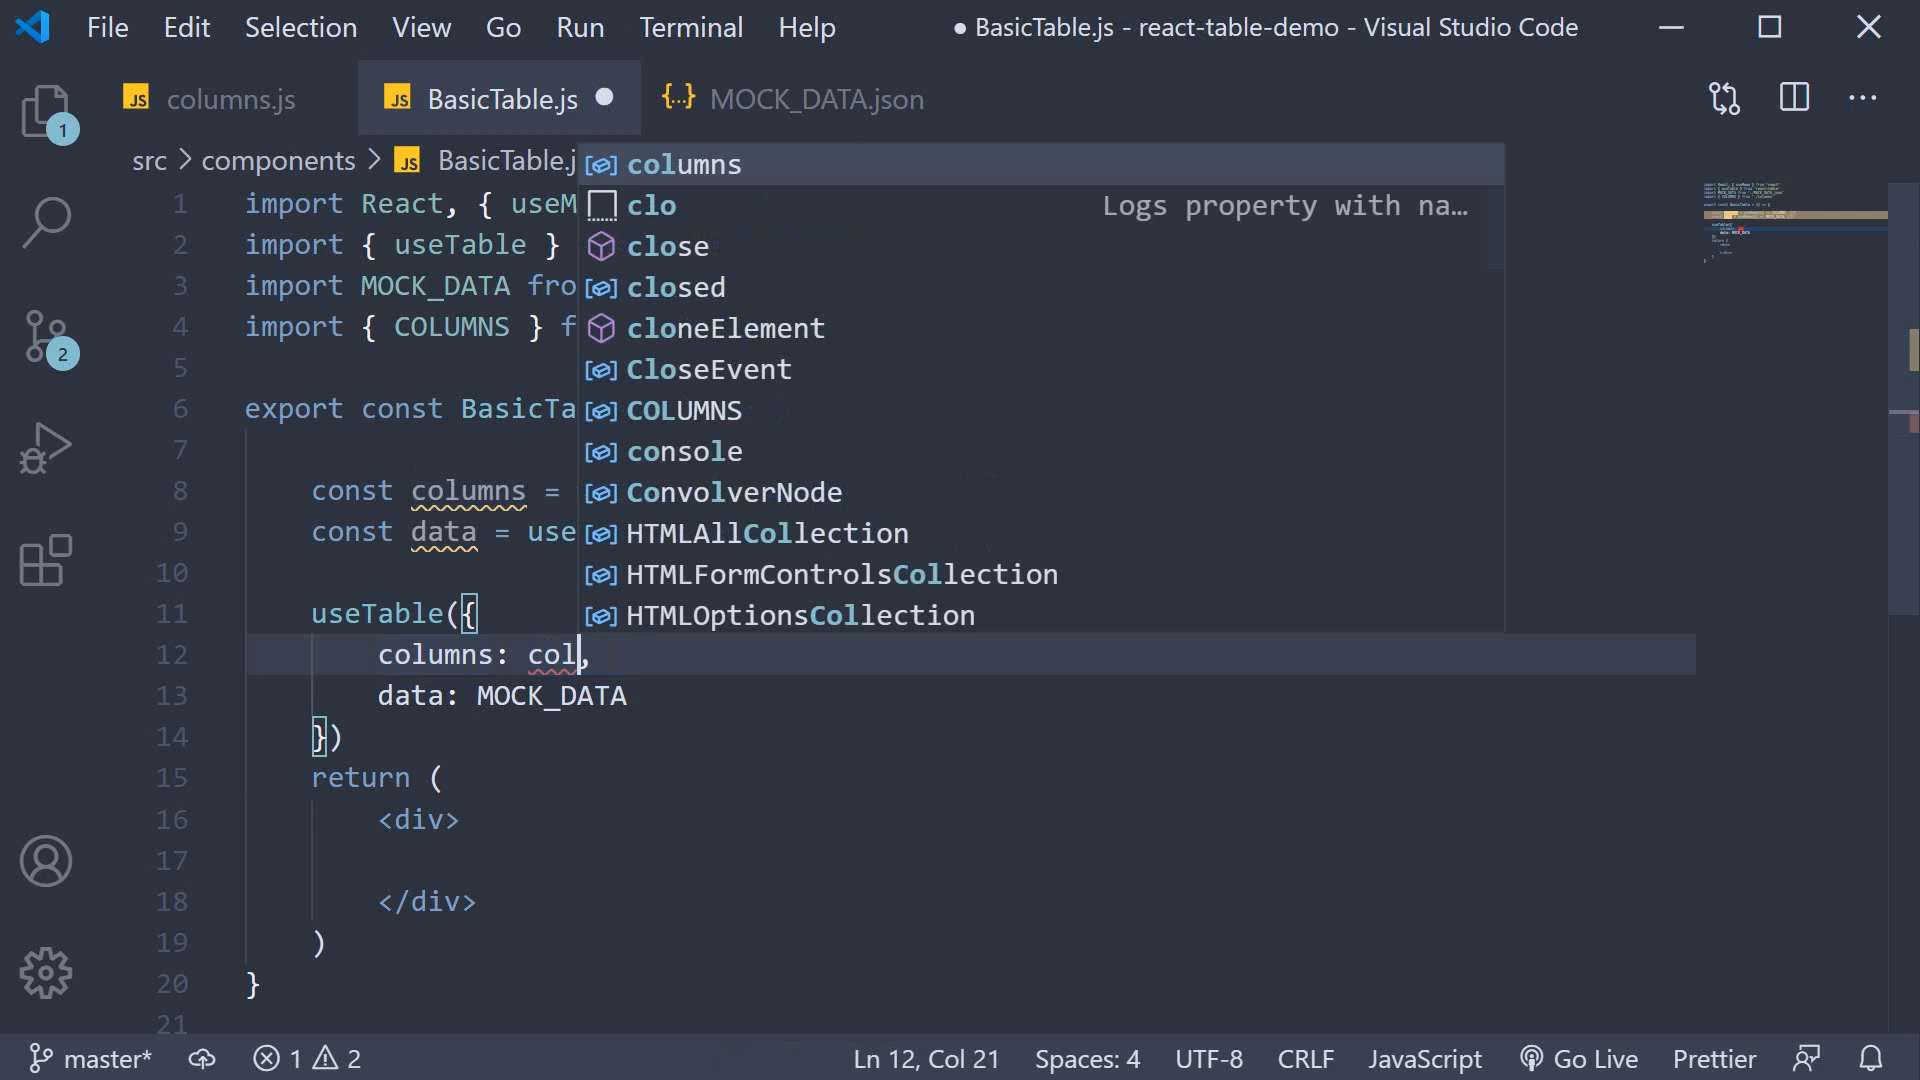 File Edit Selection View Go Run Terminal Help ● BasicTable.js - react-table-demo - Visual Studio Code
JS columns.js JS BasicTable.js ● {..} MOCK_DATA.json
1
src > components > JS BasicTable.j
columns
clo Logs property with na…
close
closed
cloneElement
CloseEvent
COLUMNS
console
ConvolverNode
HTMLAllCollection
HTMLFormControlsCollection
HTMLOptionsCollection
1 import React, { useM
2 import { useTable }
3 import MOCK_DATA fro
4 import { COLUMNS } f
2
5
6 export const BasicTa
7
8 const columns =
9 const data = use
10
11 useTable({
12 columns: col,
13 data: MOCK_DATA
14 })
15 return (
16 <div>
17
18 </div>
19 )
20 }
21
master* 1 2 Ln 12, Col 21 Spaces: 4 UTF-8 CRLF JavaScript Go Live Prettier